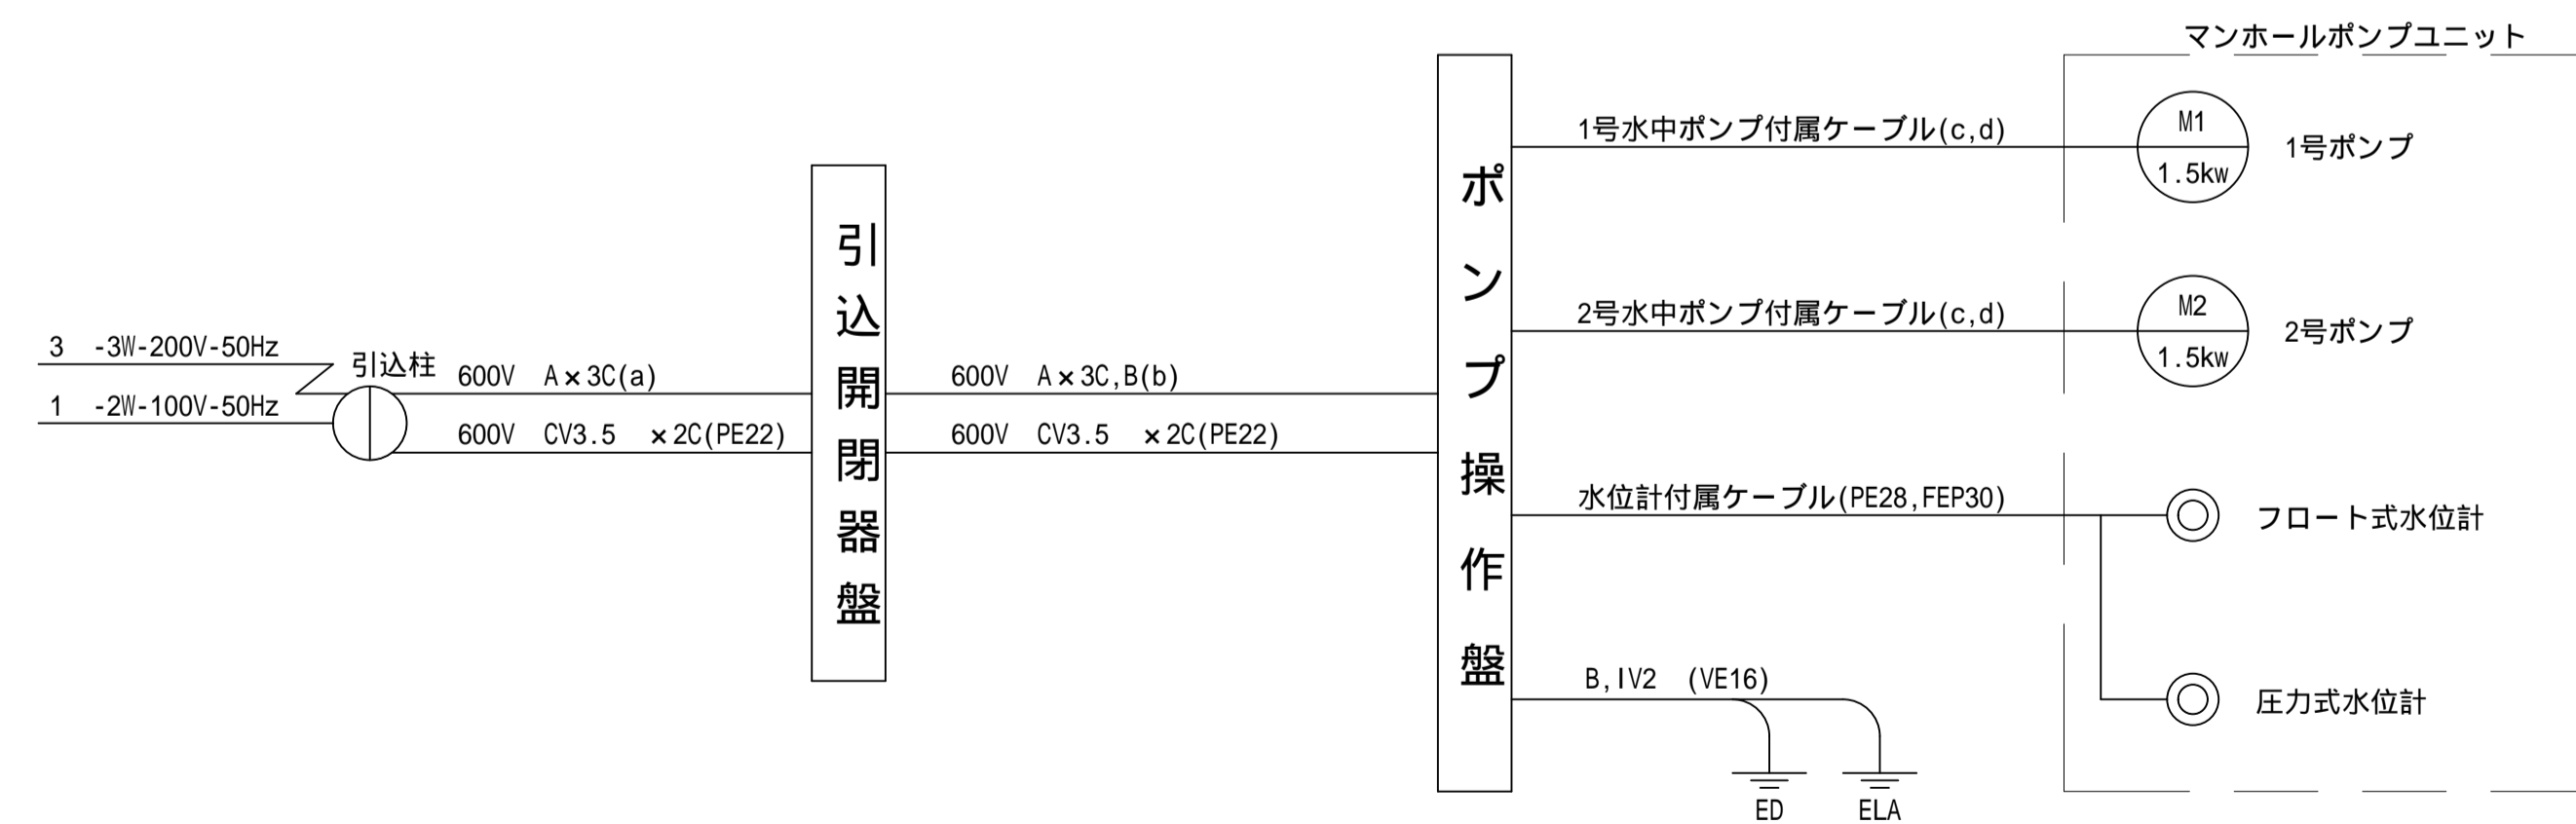 マンホールポンプユニット
1号水中ポンプ付属ケーブル(c,d)
M1
1.5kw
1号ポンプ
2号水中ポンプ付属ケーブル(c,d)
M2
1.5kw
2号ポンプ
3　-3W-200V-50Hz
引込柱
600V　A×3C(a)
引込開閉器盤
600V　A×3C,B(b)
ポンプ操作盤
1　-2W-100V-50Hz
600V　CV3.5　×2C(PE22)
600V　CV3.5　×2C(PE22)
水位計付属ケーブル(PE28,FEP30)
フロート式水位計
B,IV2　(VE16)
圧力式水位計
ED
ELA